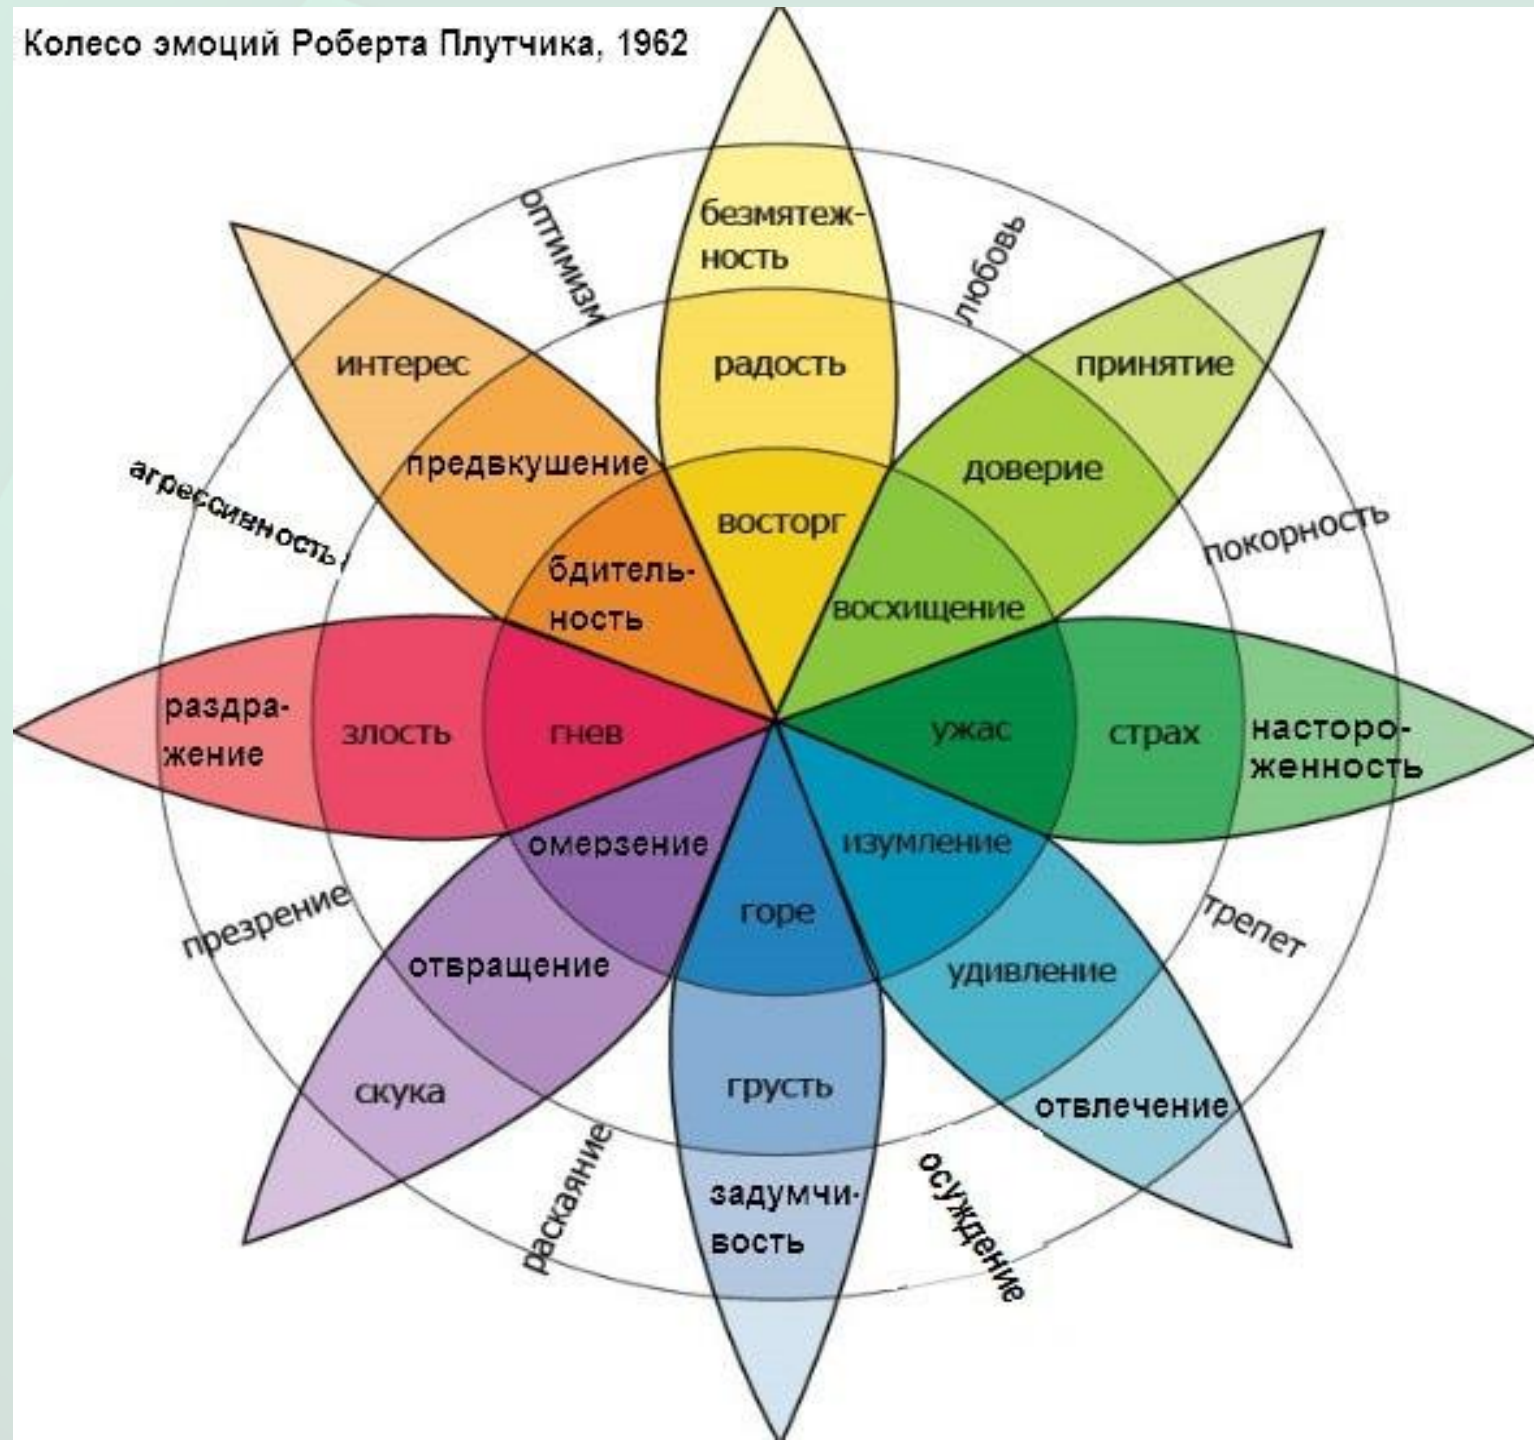 Колесо эмоций Роберта Плутчика, 1962
оптимизм
безмятеж-
ность
любовь
интерес
радость
принятие
агрессивность
предвкушение
доверие
восторг
покорность
бдитель-
ность
восхищение
раздра-
жение
злость
гнев
ужас
страх
насторо-
женность
омерзение
изумление
презрение
горе
трепет
отвращение
удивление
скука
грусть
отвлечение
раскаяние
задумчи-
вость
осуждение